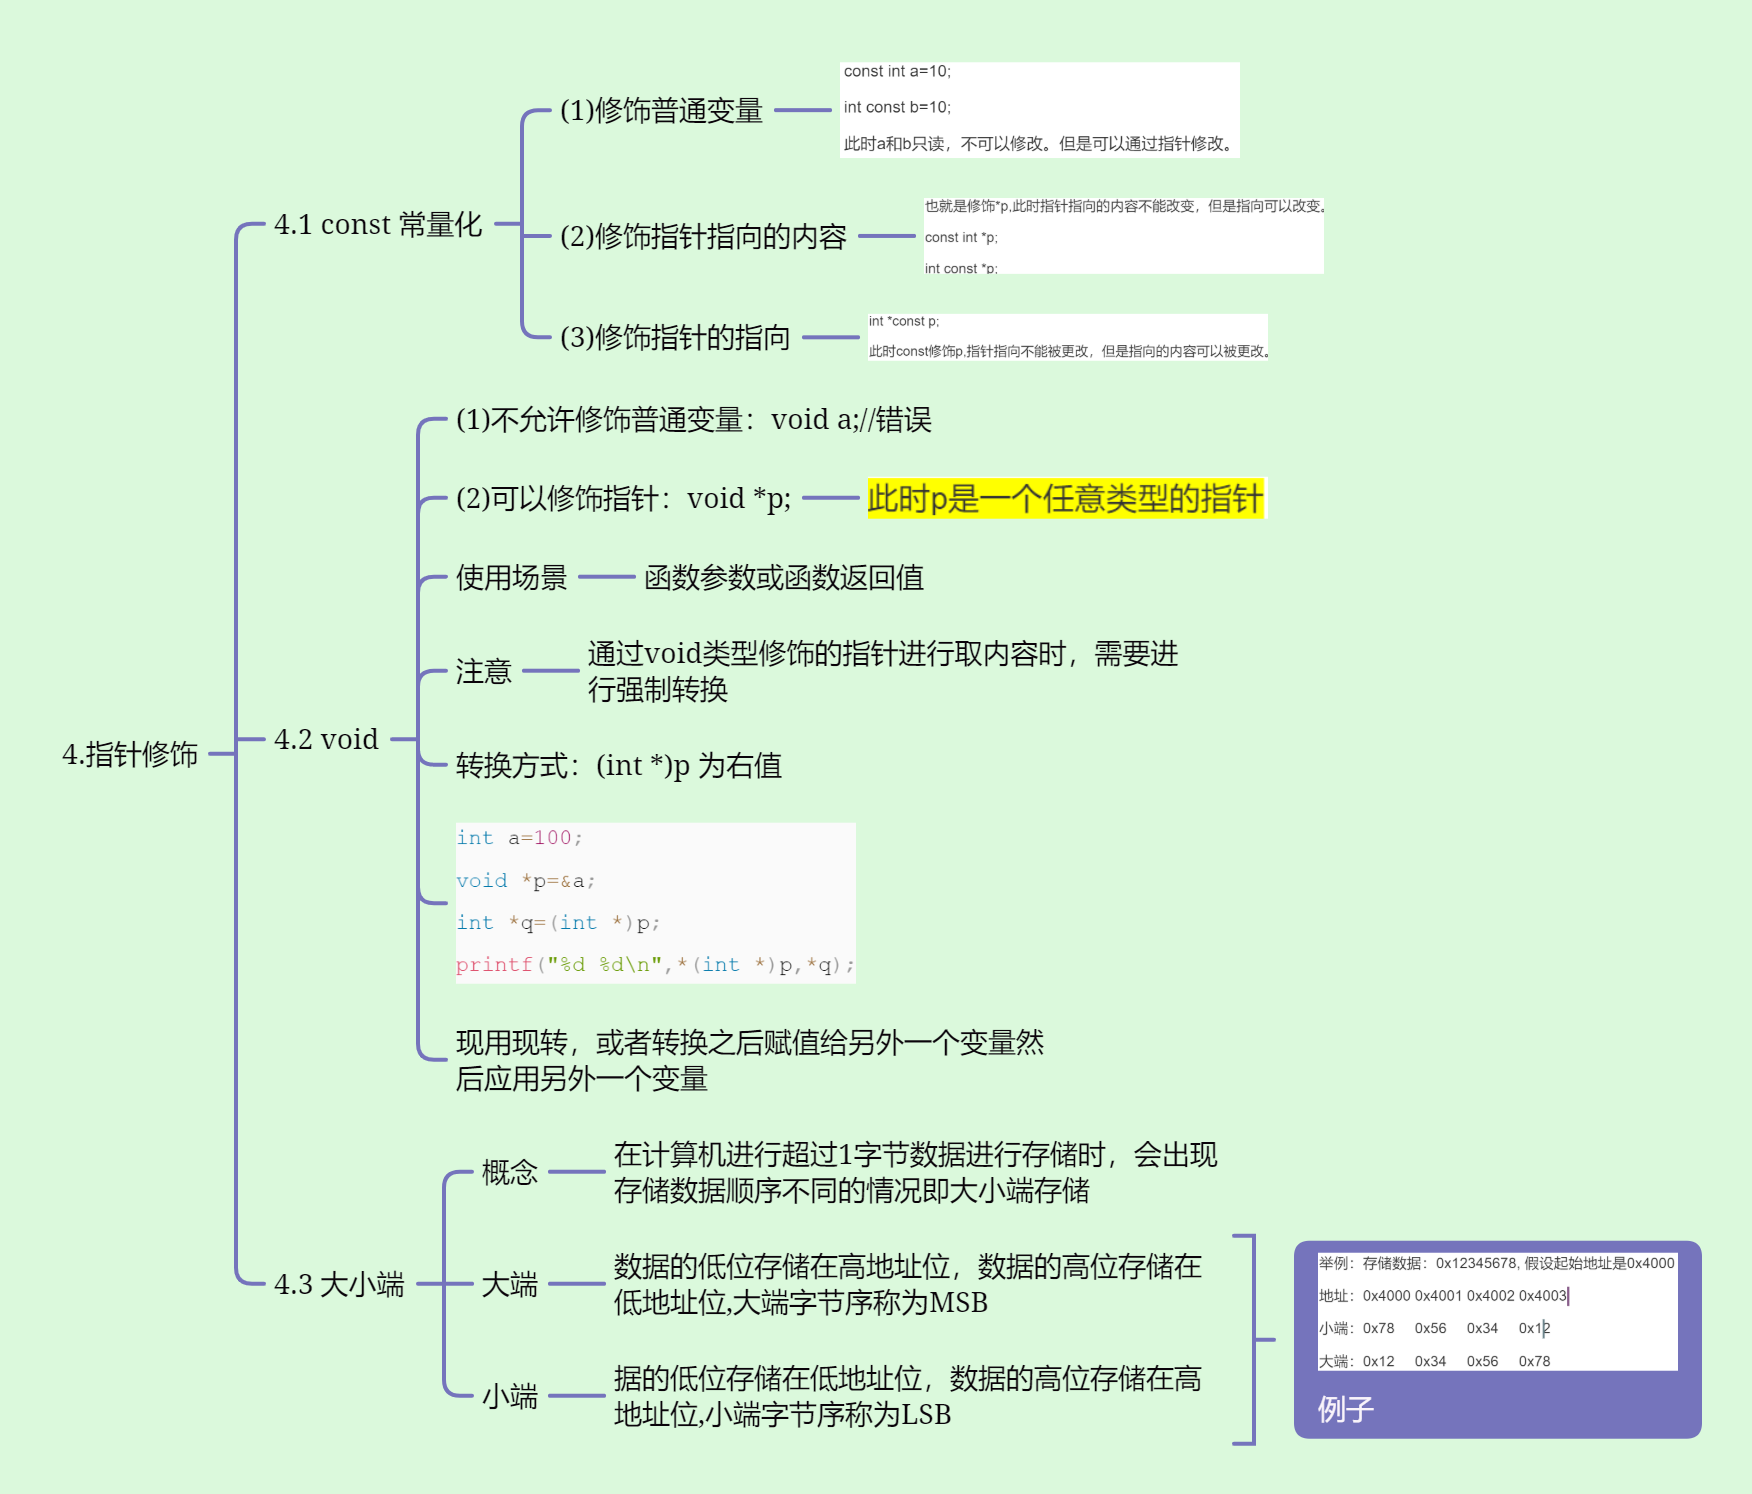 4.指针修饰
4.1 const 常量化
(1)修饰普通变量
const int a=10;
int const b=10;
此时a和b只读，不可以修改。但是可以通过指针修改。
(2)修饰指针指向的内容
也就是修饰*p,此时指针指向的内容不能改变，但是指向可以改变。
const int *p;
int const *p;
(3)修饰指针的指向
int *const p;
此时const修饰p,指针指向不能被更改，但是指向的内容可以被更改。
4.2 void
(1)不允许修饰普通变量：void a;//错误
(2)可以修饰指针：void *p;
此时p是一个任意类型的指针
使用场景
函数参数或函数返回值
注意
通过void类型修饰的指针进行取内容时，需要进
行强制转换
转换方式：(int *)p 为右值
int a=100;
void *p=&a;
int *q=(int *)p;
printf("%d %d\n",*(int *)p,*q);
现用现转，或者转换之后赋值给另外一个变量然
后应用另外一个变量
4.3 大小端
概念
在计算机进行超过1字节数据进行存储时，会出现
存储数据顺序不同的情况即大小端存储
大端
数据的低位存储在高地址位，数据的高位存储在
低地址位,大端字节序称为MSB
小端
据的低位存储在低地址位，数据的高位存储在高
地址位,小端字节序称为LSB
举例：存储数据：0x12345678, 假设起始地址是0x4000
地址：0x4000 0x4001 0x4002 0x4003
小端：0x78 0x56 0x34 0x12
大端：0x12 0x34 0x56 0x78
例子